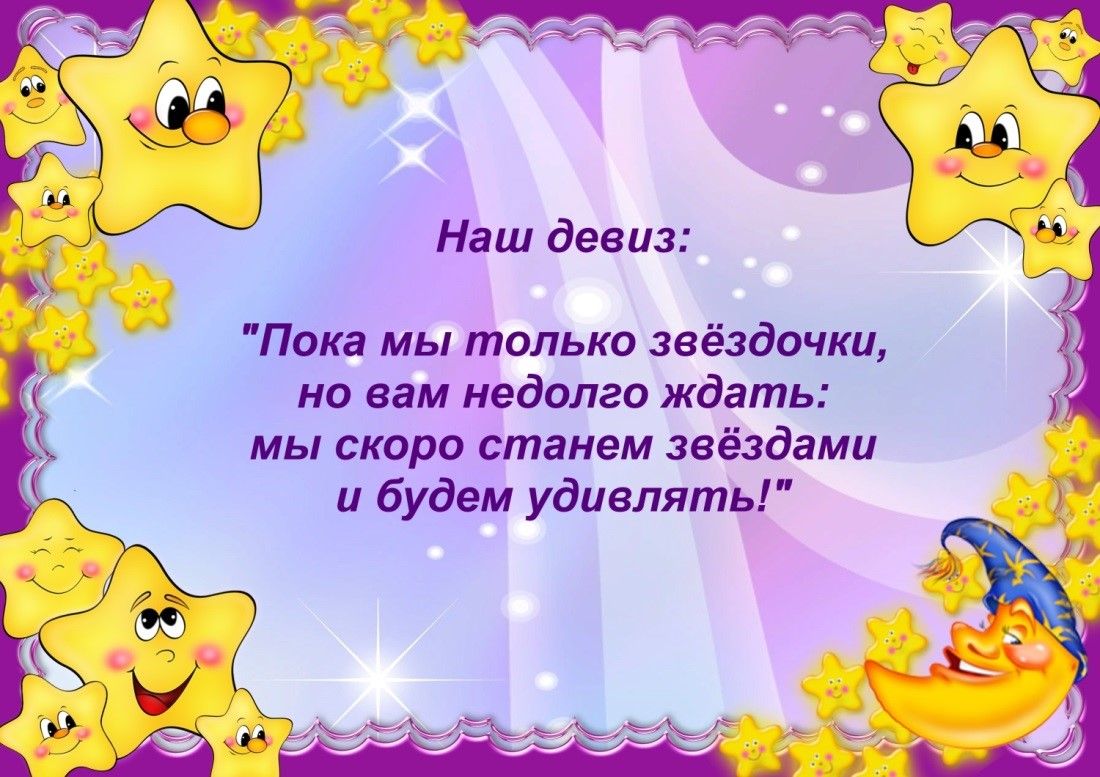 Наш девиз:
"Пока мы только звёздочки,
но вам недолго ждать:
мы скоро станем звёздами
и будем удивлять!"